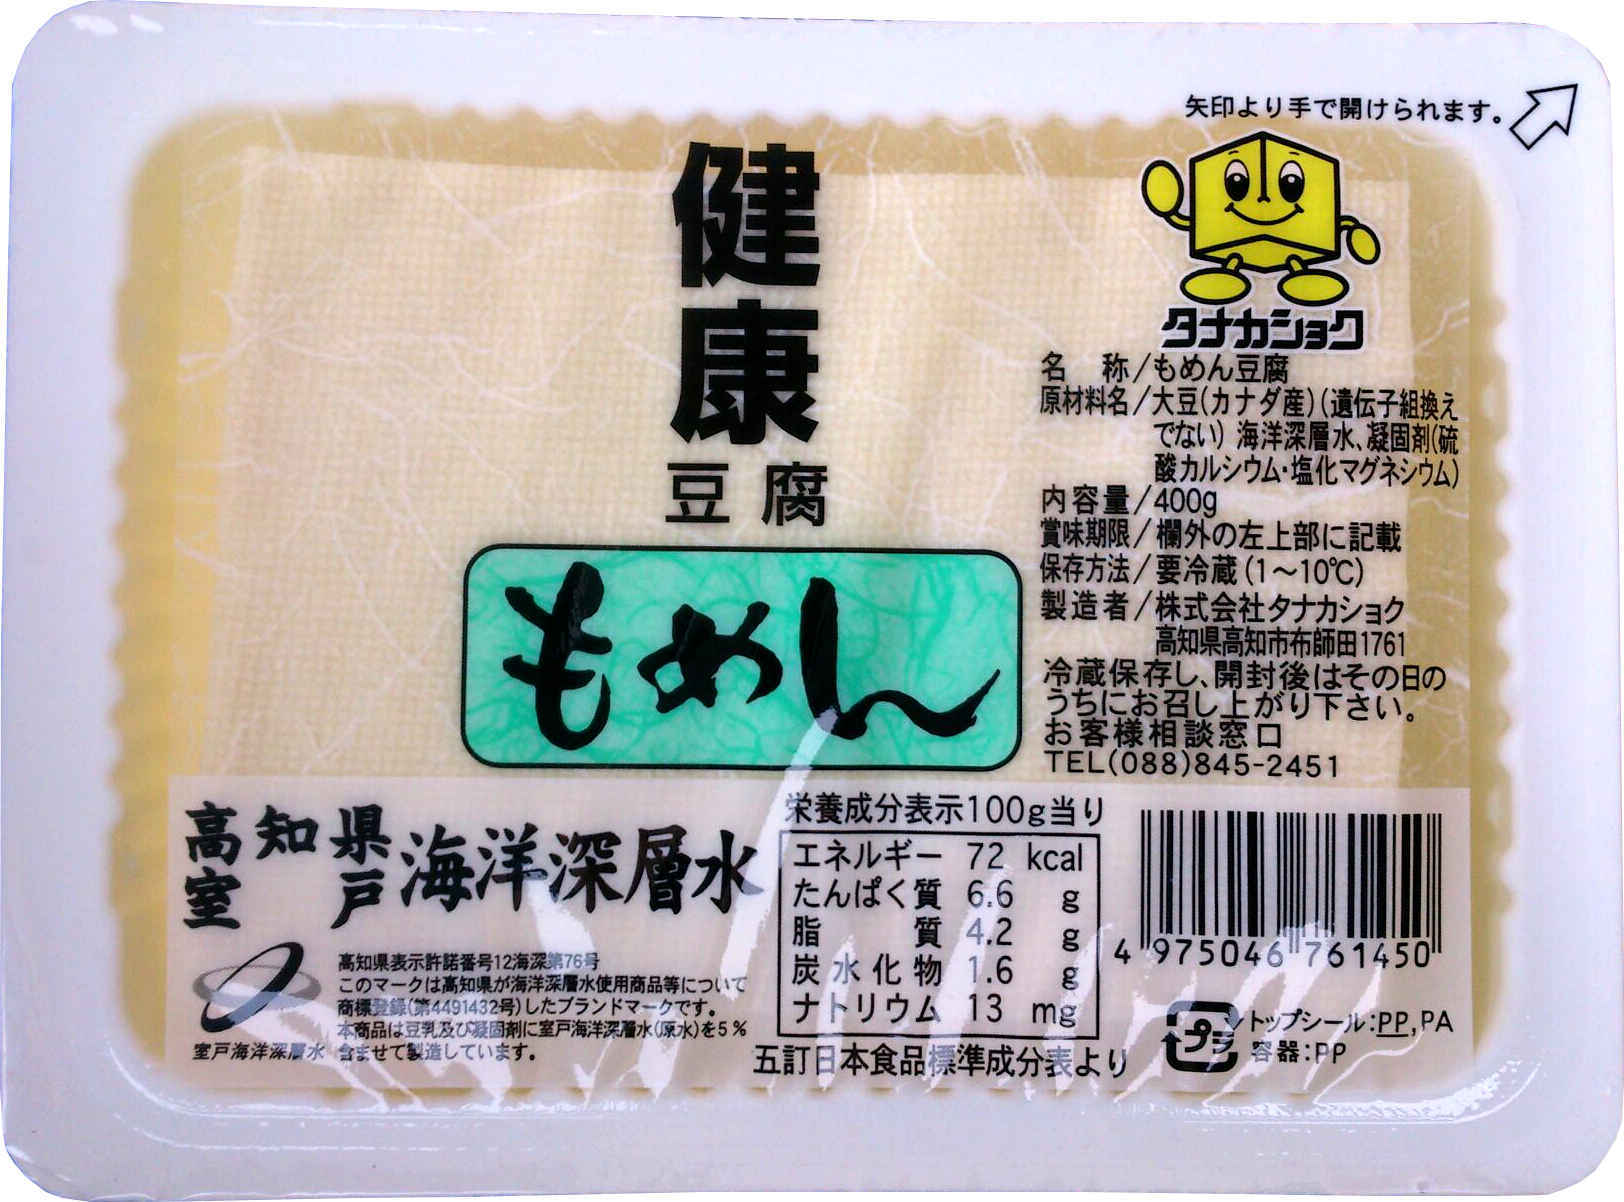 矢印より手で開けられます。
健康
豆腐
もめん
タナカショク
名 称/もめん豆腐
原材料名/大豆(カナダ産)(遺伝子組換え
でない) 海洋深層水、凝固剤(硫
酸カルシウム・塩化マグネシウム)
内容量/400g
賞味期限/欄外の左上部に記載
保存方法/要冷蔵(1~10℃)
製造者/株式会社タナカショク
高知県高知市布師田1761
冷蔵保存し、開封後はその日の
うちにお召し上がり下さい。
お客様相談窓口
TEL(088)845-2451
高知県
室戸
海洋深層水
高知県表示許諾番号12海深第76号
このマークは高知県が海洋深層水使用商品等について
商標登録(第4491432号)したブランドマークです。
本商品は豆乳及び凝固剤に室戸海洋深層水(原水)を5%
含ませて製造しています。
室戸海洋深層水
栄養成分表示100g当り
エネルギー 72 kcal
たんぱく質 6.6 g
脂質 4.2 g
炭水化物 1.6 g
ナトリウム 13 mg
五訂日本食品標準成分表より
4 975046 761450
プラ
トップシール:PP,PA
容器:PP